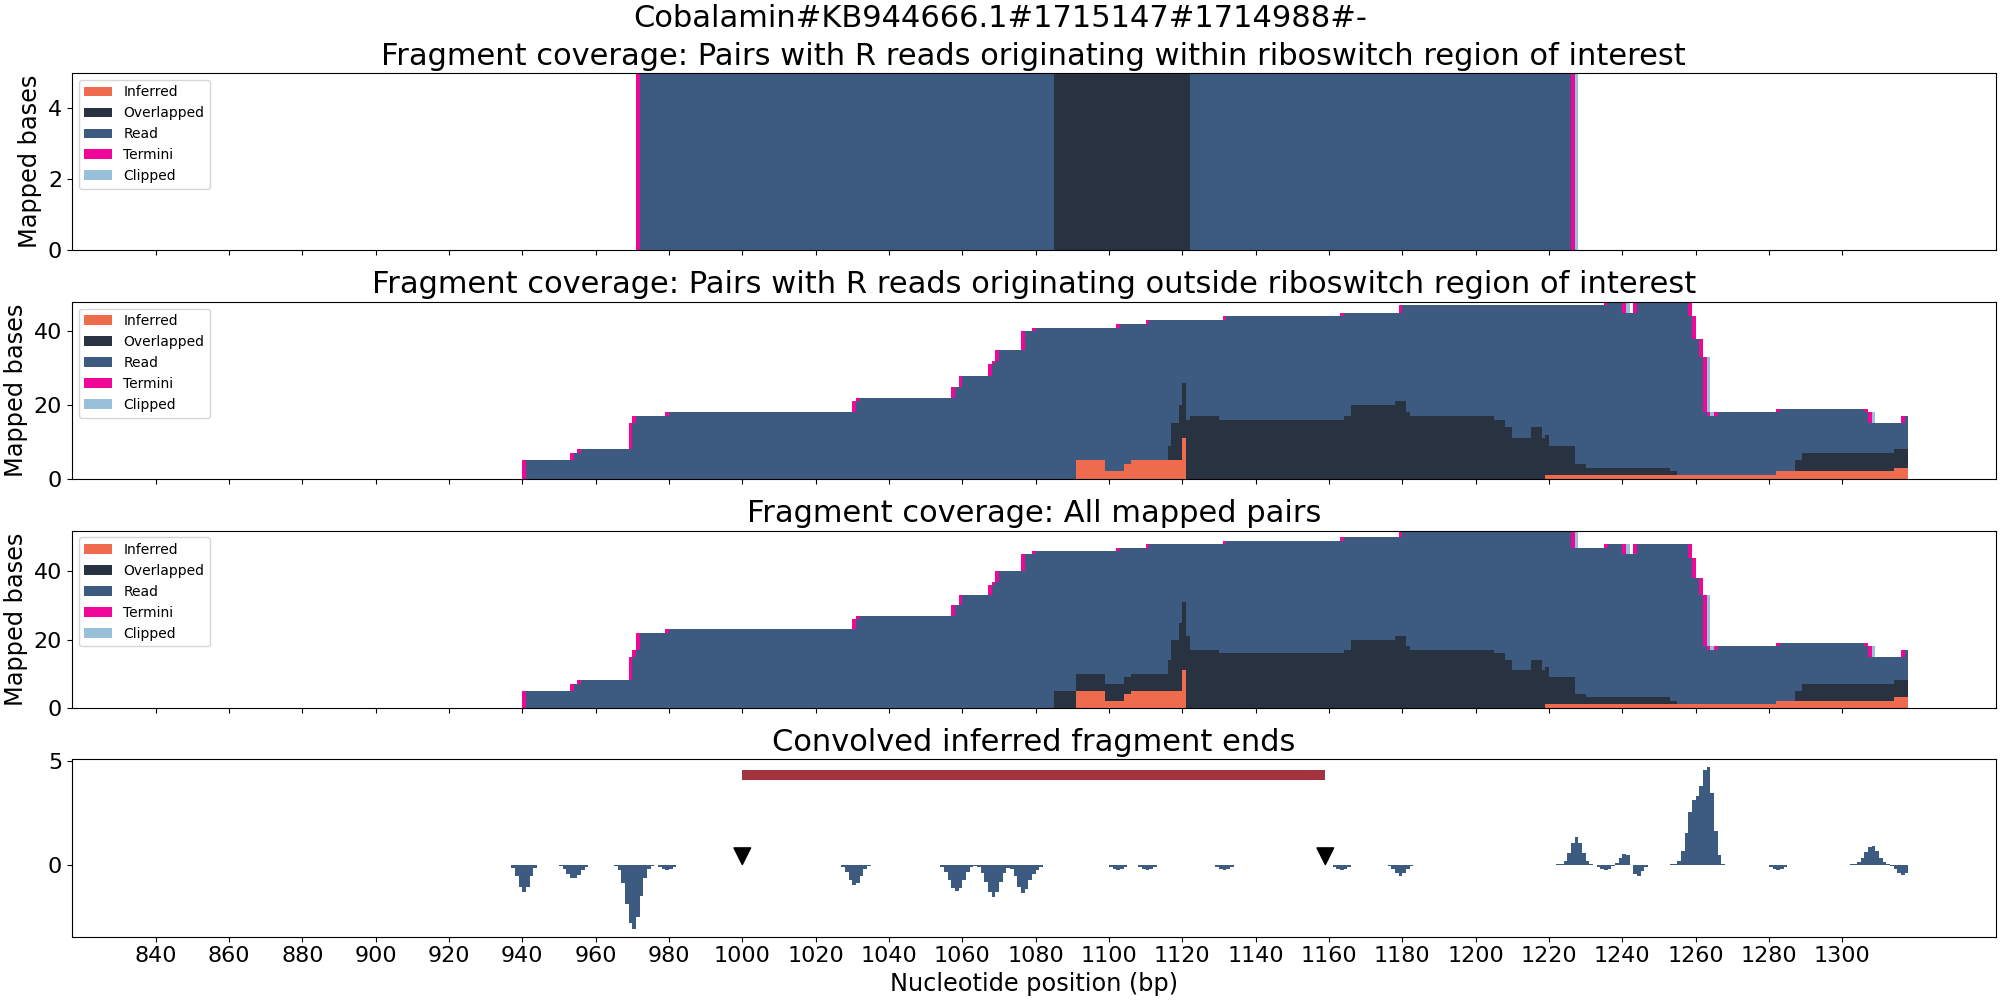 Cobalamin#KB944666.1#1715147#1714988#-
Fragment coverage: Pairs with R reads originating within riboswitch region of interest
Mapped bases
4
2
0
Inferred
Overlapped
Read
Termini
Clipped
Fragment coverage: Pairs with R reads originating outside riboswitch region of interest
Mapped bases
40
20
0
Inferred
Overlapped
Read
Termini
Clipped
Fragment coverage: All mapped pairs
Mapped bases
40
20
0
Inferred
Overlapped
Read
Termini
Clipped
Convolved inferred fragment ends
5
0
840 860 880 900 920 940 960 980 1000 1020 1040 1060 1080 1100 1120 1140 1160 1180 1200 1220 1240 1260 1280 1300
Nucleotide position (bp)